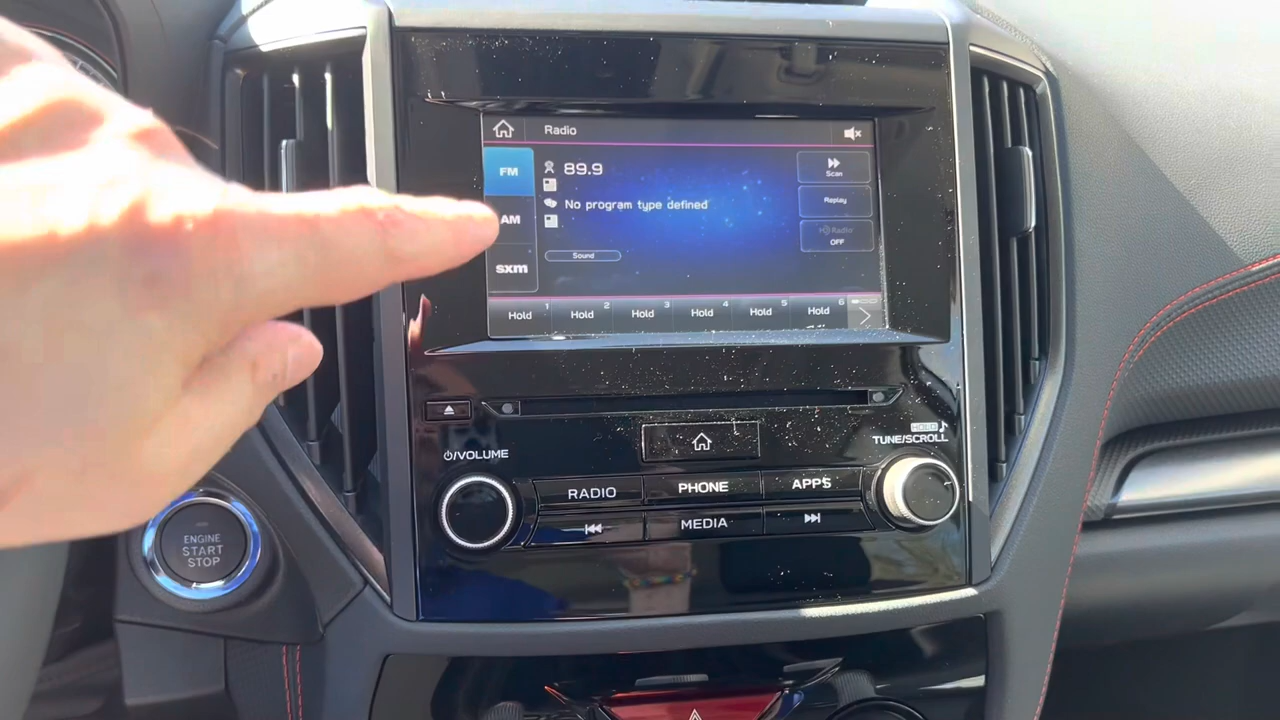 Radio
FM
89.9
Scan
AM
No program type defined
Replay
HD Radio
OFF
sxm
Sound
1 2 3 4 5 6
Hold Hold Hold Hold Hold Hold
HOLD
TUNE/SCROLL
/VOLUME
RADIO PHONE APPS
MEDIA
ENGINE
START
STOP